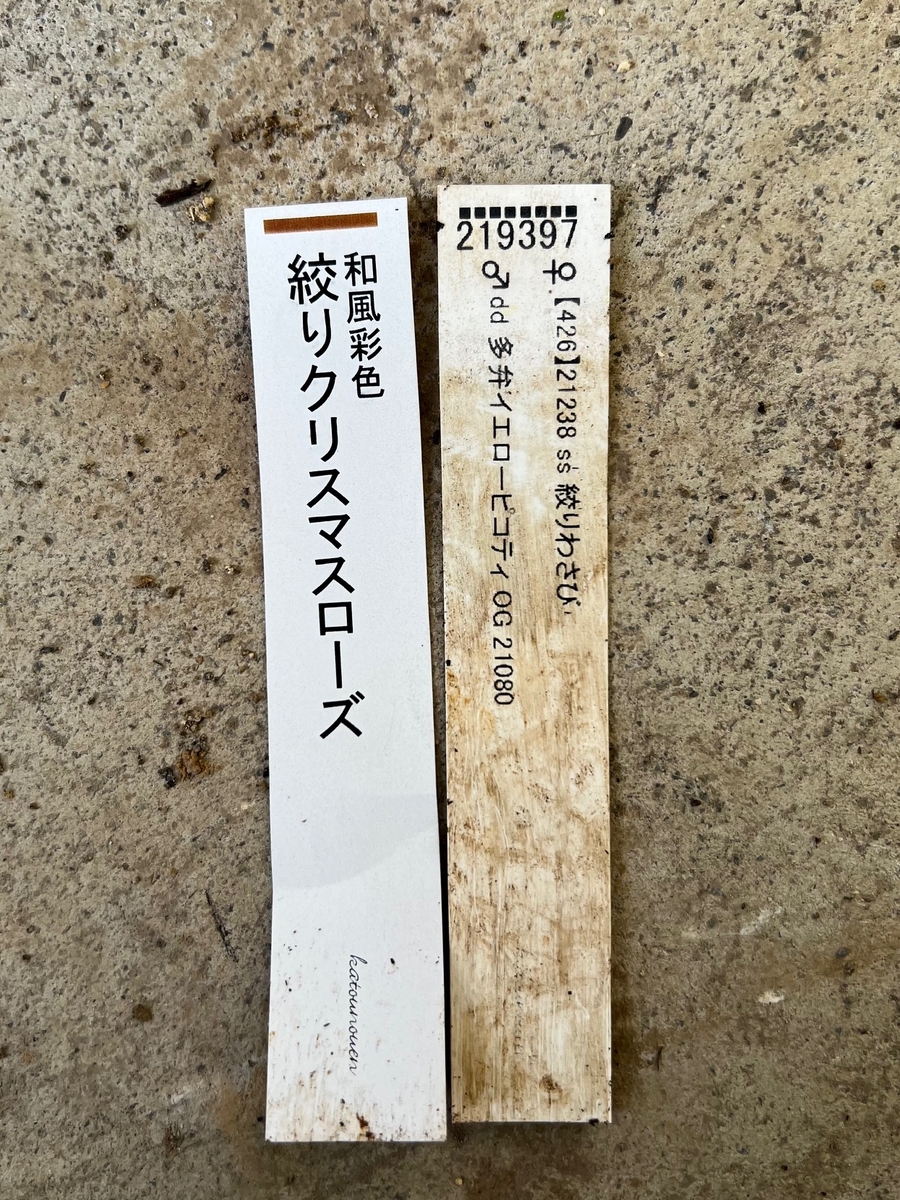 和風彩色
絞りクリスマスローズ
katounouen
219397
♀【426】21238 ss 絞りわさび
♂dd 多弁イエローピコティ OG 21080